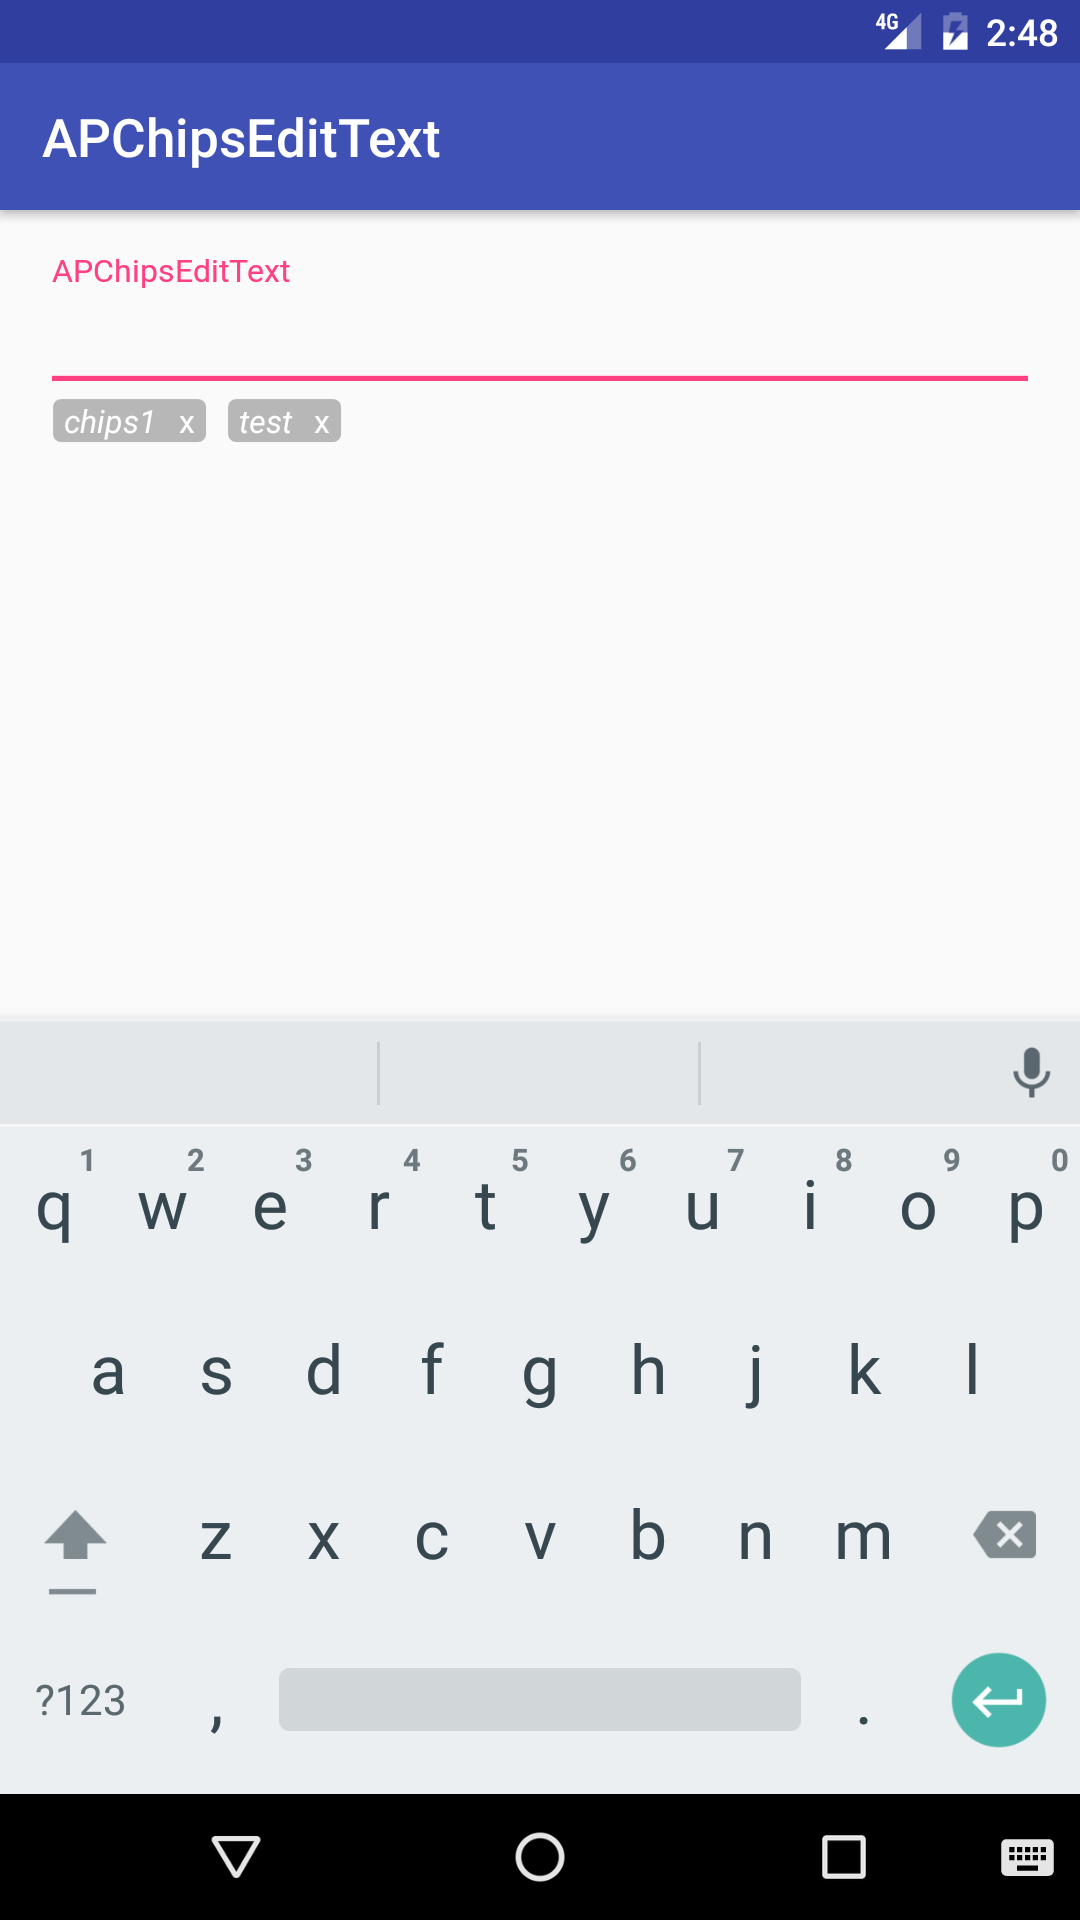 4G 2:48
APChipsEditText
APChipsEditText
chips1 x test x
1 2 3 4 5 6 7 8 9 0
q w e r t y u i o p
a s d f g h j k l
z x c v b n m
?123 , .